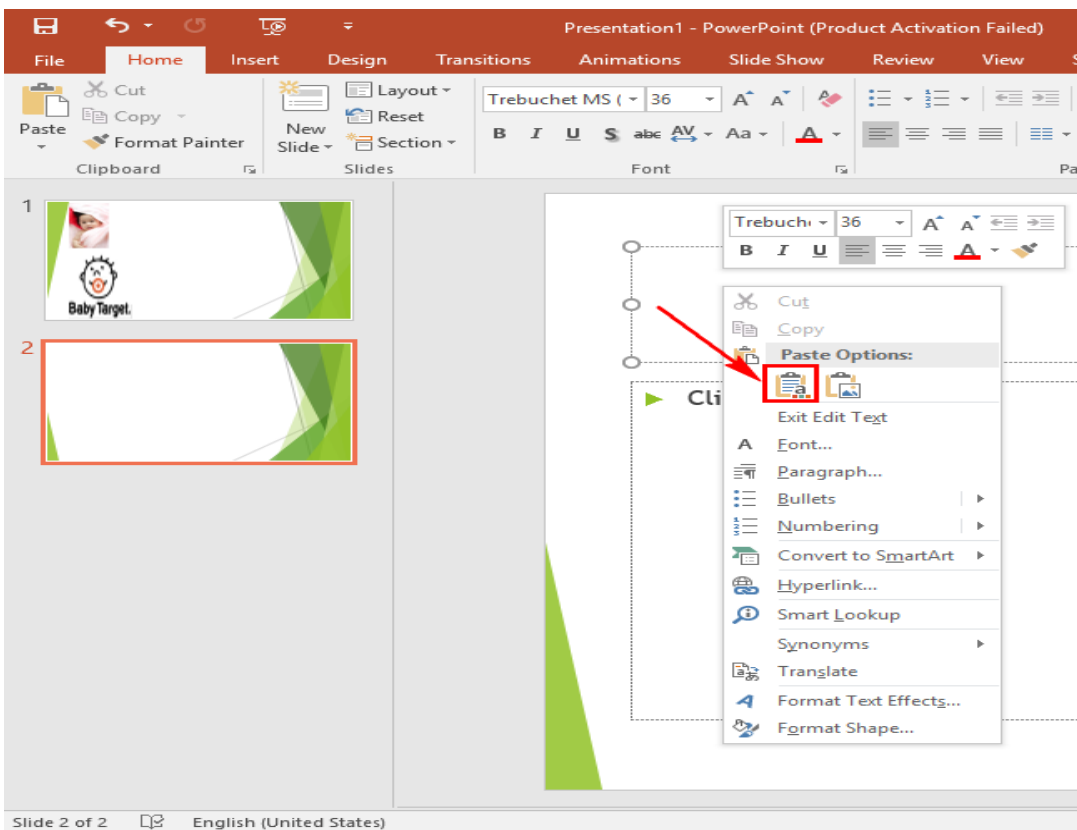 Presentation1 - PowerPoint (Product Activation Failed)
File Home Insert Design Transitions Animations Slide Show Review View
Cut
Copy
Format Painter
Paste
Clipboard
New
Slide
Layout
Reset
Section
Slides
Trebuchet MS ( 36 A A
B I U S abc AV Aa A
Font
Pa
1
Baby Target.
2
Trebuch 36 A A
B I U A
Cut
Copy
Paste Options:
Cli
Exit Edit Text
A Font...
Paragraph...
Bullets
Numbering
Convert to SmartArt
Hyperlink...
Smart Lookup
Synonyms
Translate
Format Text Effects...
Format Shape...
Slide 2 of 2 English (United States)